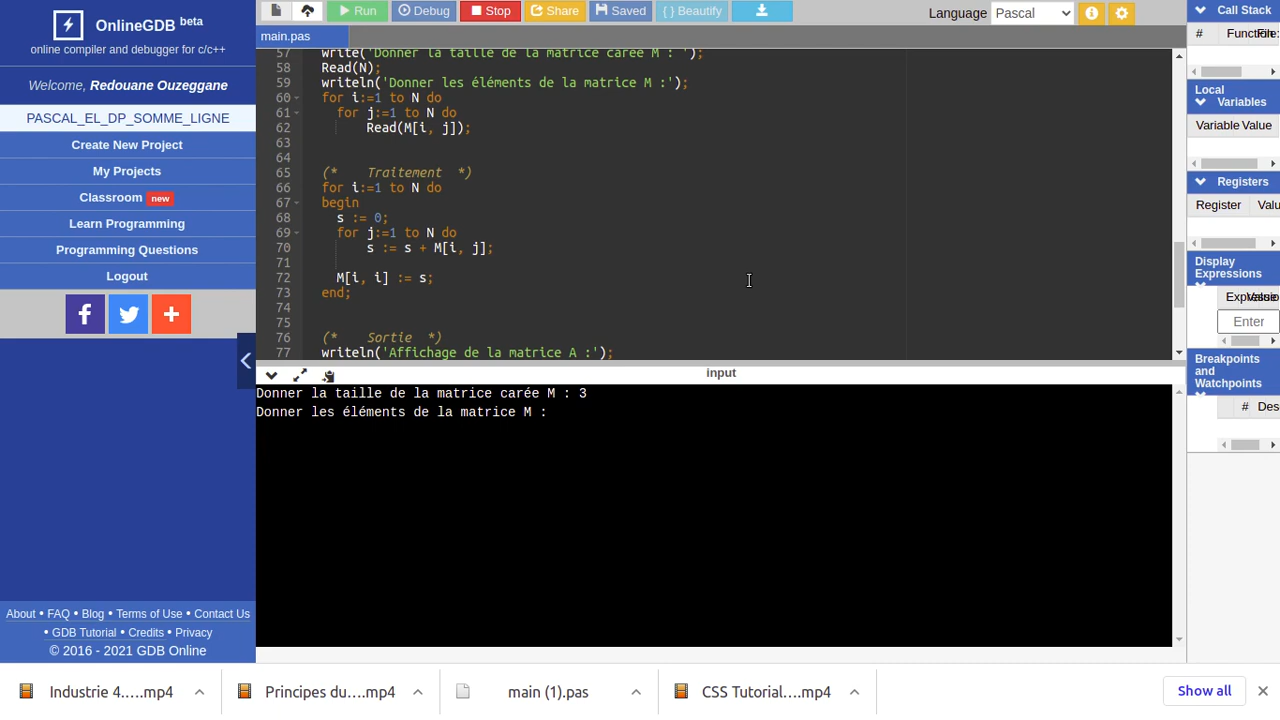 OnlineGDB beta
online compiler and debugger for c/c++
Welcome, Redouane Ouzeggane
PASCAL_EL_DP_SOMME_LIGNE
Create New Project
My Projects
Classroom new
Learn Programming
Programming Questions
Logout
About • FAQ • Blog • Terms of Use • Contact Us
• GDB Tutorial • Credits • Privacy
© 2016 - 2021 GDB Online
Run Debug Stop Share Saved { } Beautify
Language Pascal
main.pas
57 write('Donner la taille de la matrice carée M : ');
58 Read(N);
59 writeln('Donner les éléments de la matrice M :');
60 for i:=1 to N do
61 for j:=1 to N do
62 Read(M[i, j]);
63
64
65 (* Traitement *)
66 for i:=1 to N do
67 begin
68 s := 0;
69 for j:=1 to N do
70 s := s + M[i, j];
71
72 M[i, i] := s;
73 end;
74
75
76 (* Sortie *)
77 writeln('Affichage de la matrice A :');
input
Donner la taille de la matrice carée M : 3
Donner les éléments de la matrice M :
Call Stack
# Function
Local
Variables
Variable Value
Registers
Register Valu
Display
Expressions
Enter
Breakpoints
and
Watchpoints
# Des
Industrie 4.....mp4
Principes du....mp4
main (1).pas
CSS Tutorial....mp4
Show all